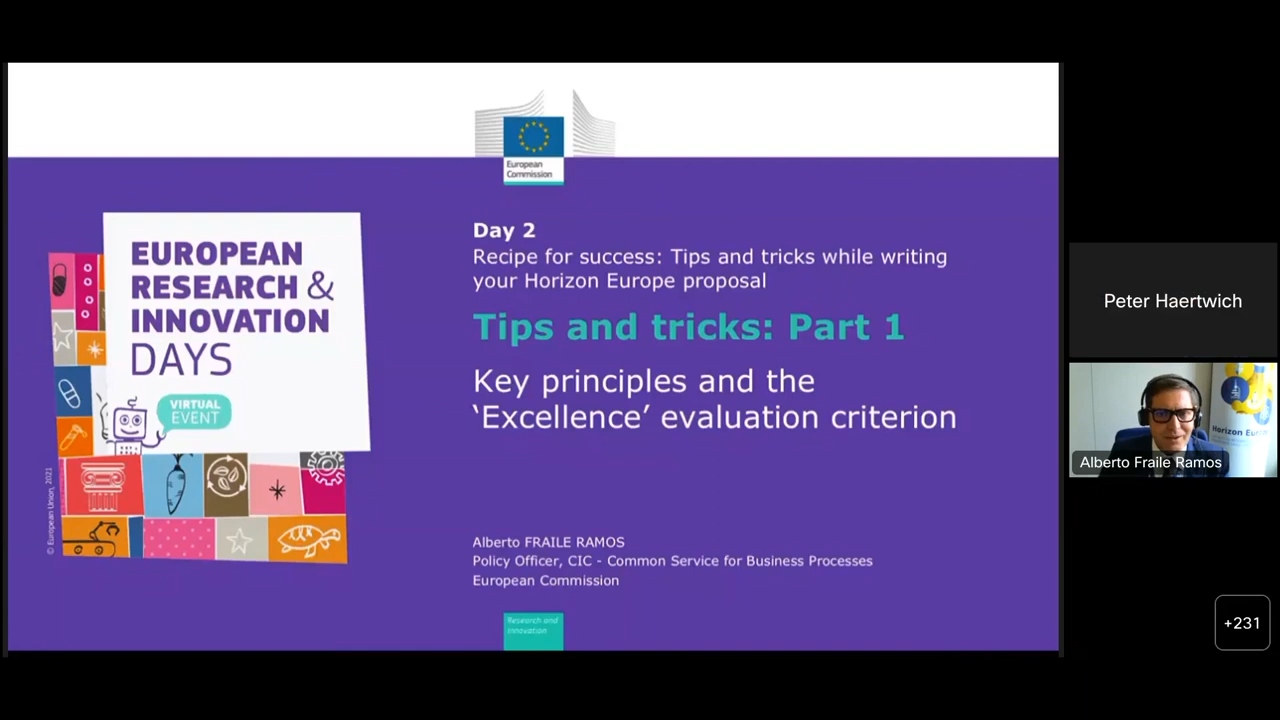 European
Commission
EUROPEAN
RESEARCH &
INNOVATION
DAYS
VIRTUAL
EVENT
© European Union, 2021
Day 2
Recipe for success: Tips and tricks while writing
your Horizon Europe proposal
Tips and tricks: Part 1
Key principles and the
‘Excellence’ evaluation criterion
Alberto FRAILE RAMOS
Policy Officer, CIC - Common Service for Business Processes
European Commission
Research and
Innovation
Peter Haertwich
Horizon Euro
Alberto Fraile Ramos
+231